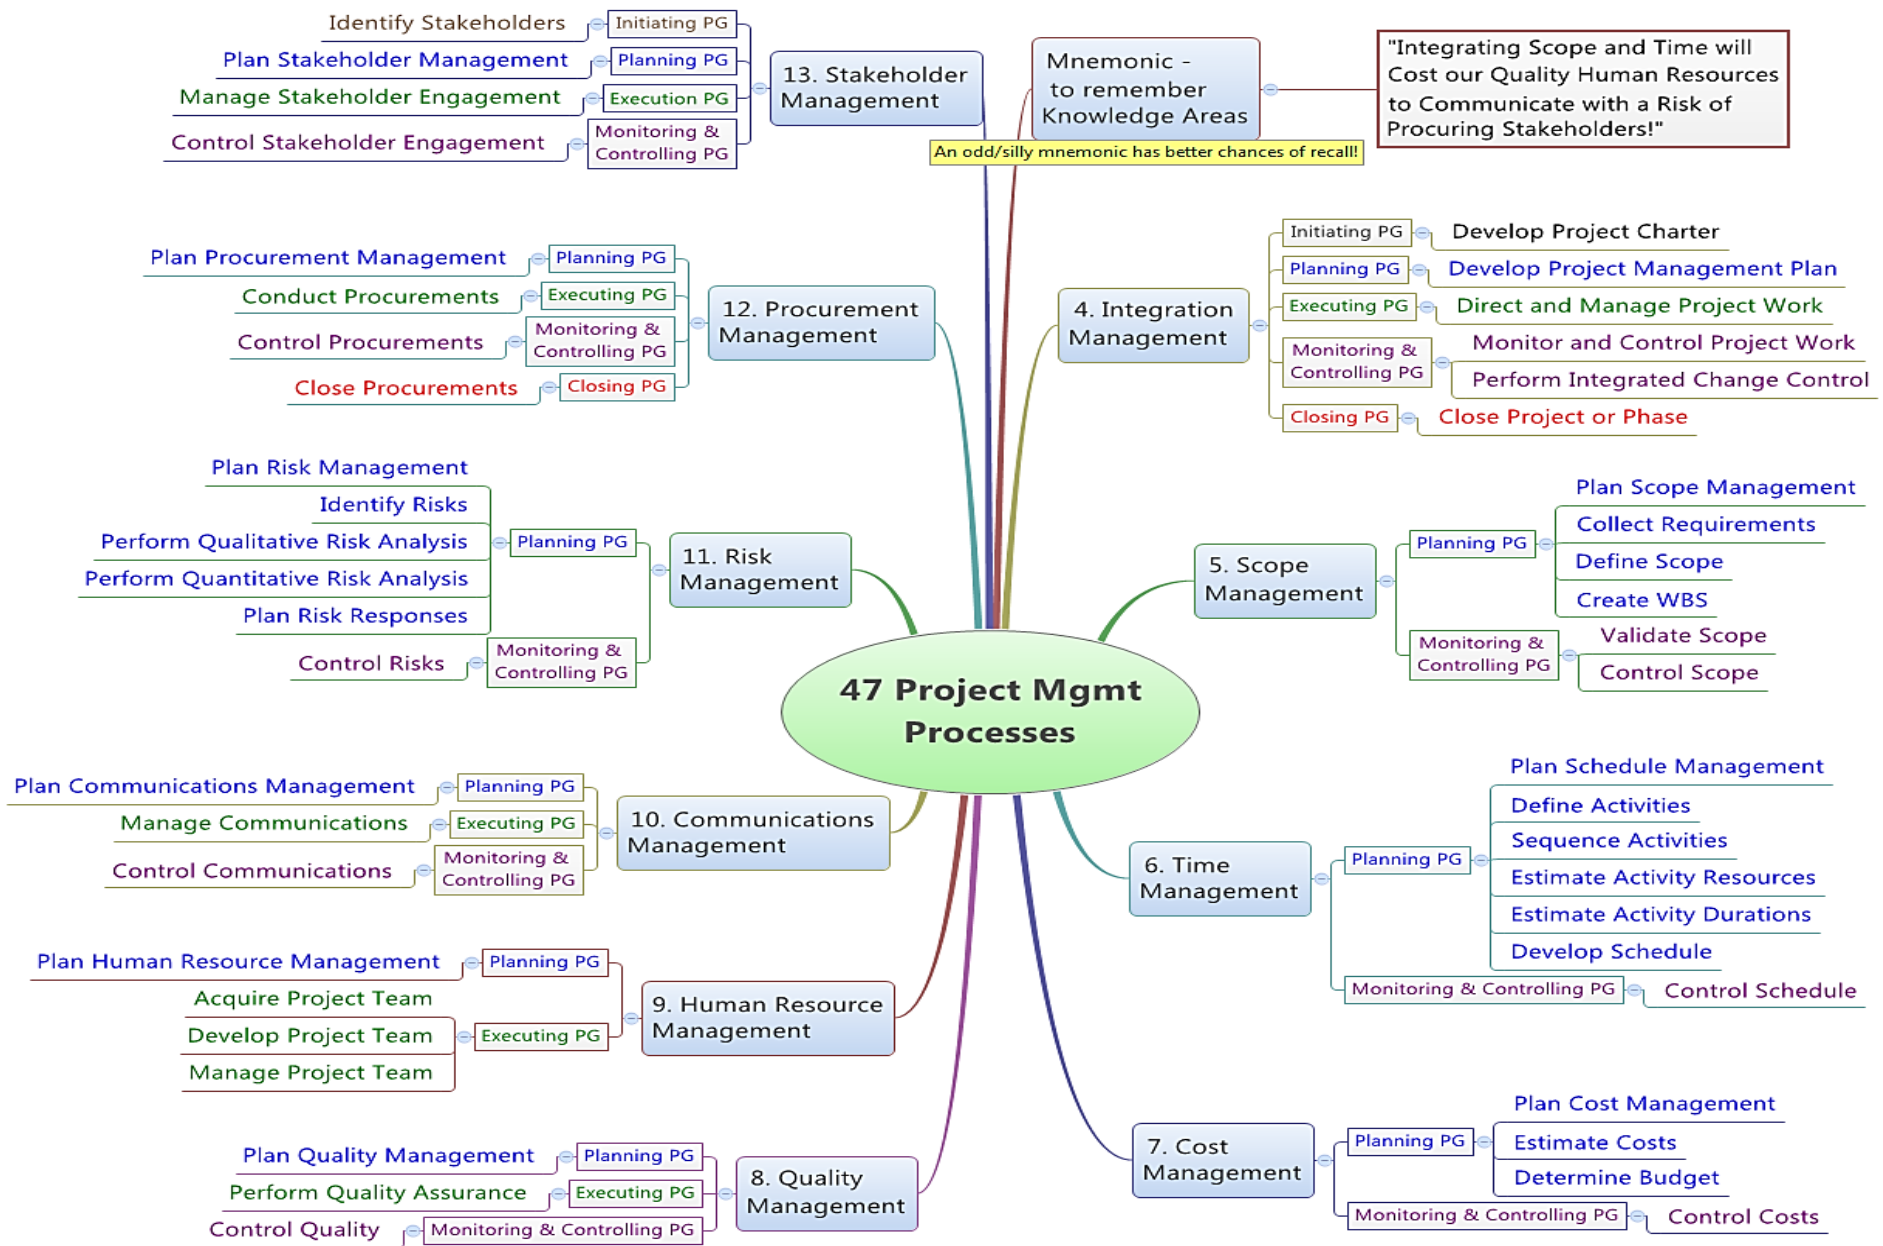 47 Project Mgmt
Processes
Mnemonic -
to remember
Knowledge Areas
"Integrating Scope and Time will
Cost our Quality Human Resources
to Communicate with a Risk of
Procuring Stakeholders!"
An odd/silly mnemonic has better chances of recall!
4. Integration
Management
Initiating PG
Develop Project Charter
Planning PG
Develop Project Management Plan
Executing PG
Direct and Manage Project Work
Monitoring &
Controlling PG
Monitor and Control Project Work
Perform Integrated Change Control
Closing PG
Close Project or Phase
5. Scope
Management
Planning PG
Plan Scope Management
Collect Requirements
Define Scope
Create WBS
Monitoring &
Controlling PG
Validate Scope
Control Scope
6. Time
Management
Planning PG
Plan Schedule Management
Define Activities
Sequence Activities
Estimate Activity Resources
Estimate Activity Durations
Develop Schedule
Monitoring & Controlling PG
Control Schedule
7. Cost
Management
Planning PG
Plan Cost Management
Estimate Costs
Determine Budget
Monitoring & Controlling PG
Control Costs
8. Quality
Management
Planning PG
Plan Quality Management
Executing PG
Perform Quality Assurance
Monitoring & Controlling PG
Control Quality
9. Human Resource
Management
Planning PG
Plan Human Resource Management
Executing PG
Acquire Project Team
Develop Project Team
Manage Project Team
10. Communications
Management
Planning PG
Plan Communications Management
Executing PG
Manage Communications
Monitoring &
Controlling PG
Control Communications
11. Risk
Management
Planning PG
Plan Risk Management
Identify Risks
Perform Qualitative Risk Analysis
Perform Quantitative Risk Analysis
Plan Risk Responses
Monitoring &
Controlling PG
Control Risks
12. Procurement
Management
Planning PG
Plan Procurement Management
Executing PG
Conduct Procurements
Monitoring &
Controlling PG
Control Procurements
Closing PG
Close Procurements
13. Stakeholder
Management
Initiating PG
Identify Stakeholders
Planning PG
Plan Stakeholder Management
Execution PG
Manage Stakeholder Engagement
Monitoring &
Controlling PG
Control Stakeholder Engagement